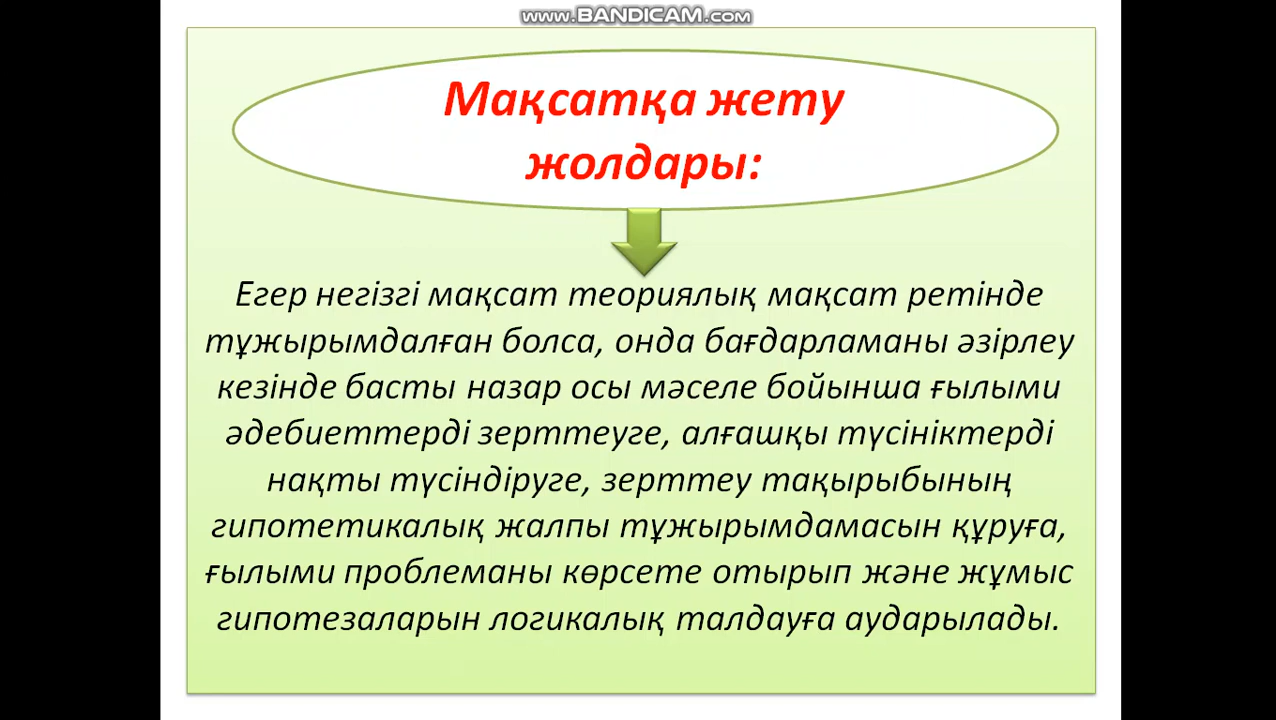 www.BANDICAM.com
Мақсатқа жету
жолдары:
Егер негізгі мақсат теориялық мақсат ретінде
тұжырымдалған болса, онда бағдарламаны әзірлеу
кезінде басты назар осы мәселе бойынша ғылыми
әдебиеттерді зерттеуге, алғашқы түсініктерді
нақты түсіндіруге, зерттеу тақырыбының
гипотетикалық жалпы тұжырымдамасын құруға,
ғылыми проблеманы көрсете отырып және жұмыс
гипотезаларын логикалық талдауға аударылады.